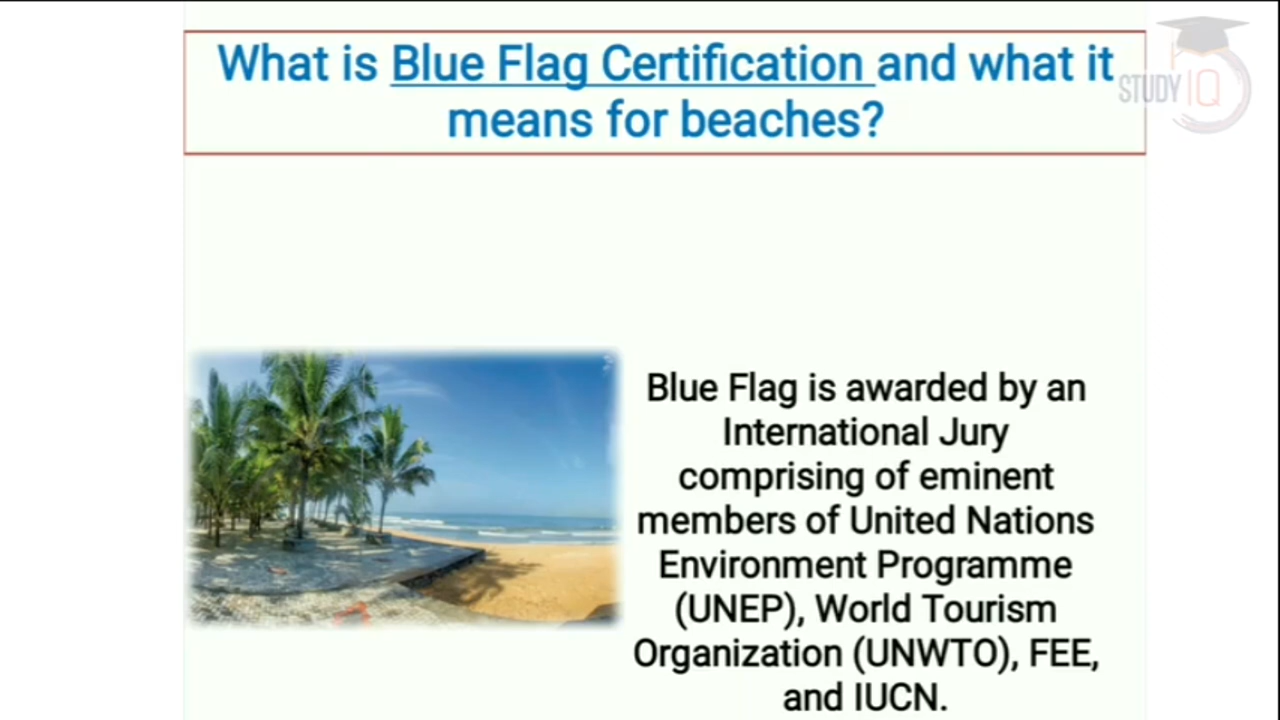 What is Blue Flag Certification and what it
means for beaches?
STUDY IQ
Blue Flag is awarded by an
International Jury
comprising of eminent
members of United Nations
Environment Programme
(UNEP), World Tourism
Organization (UNWTO), FEE,
and IUCN.